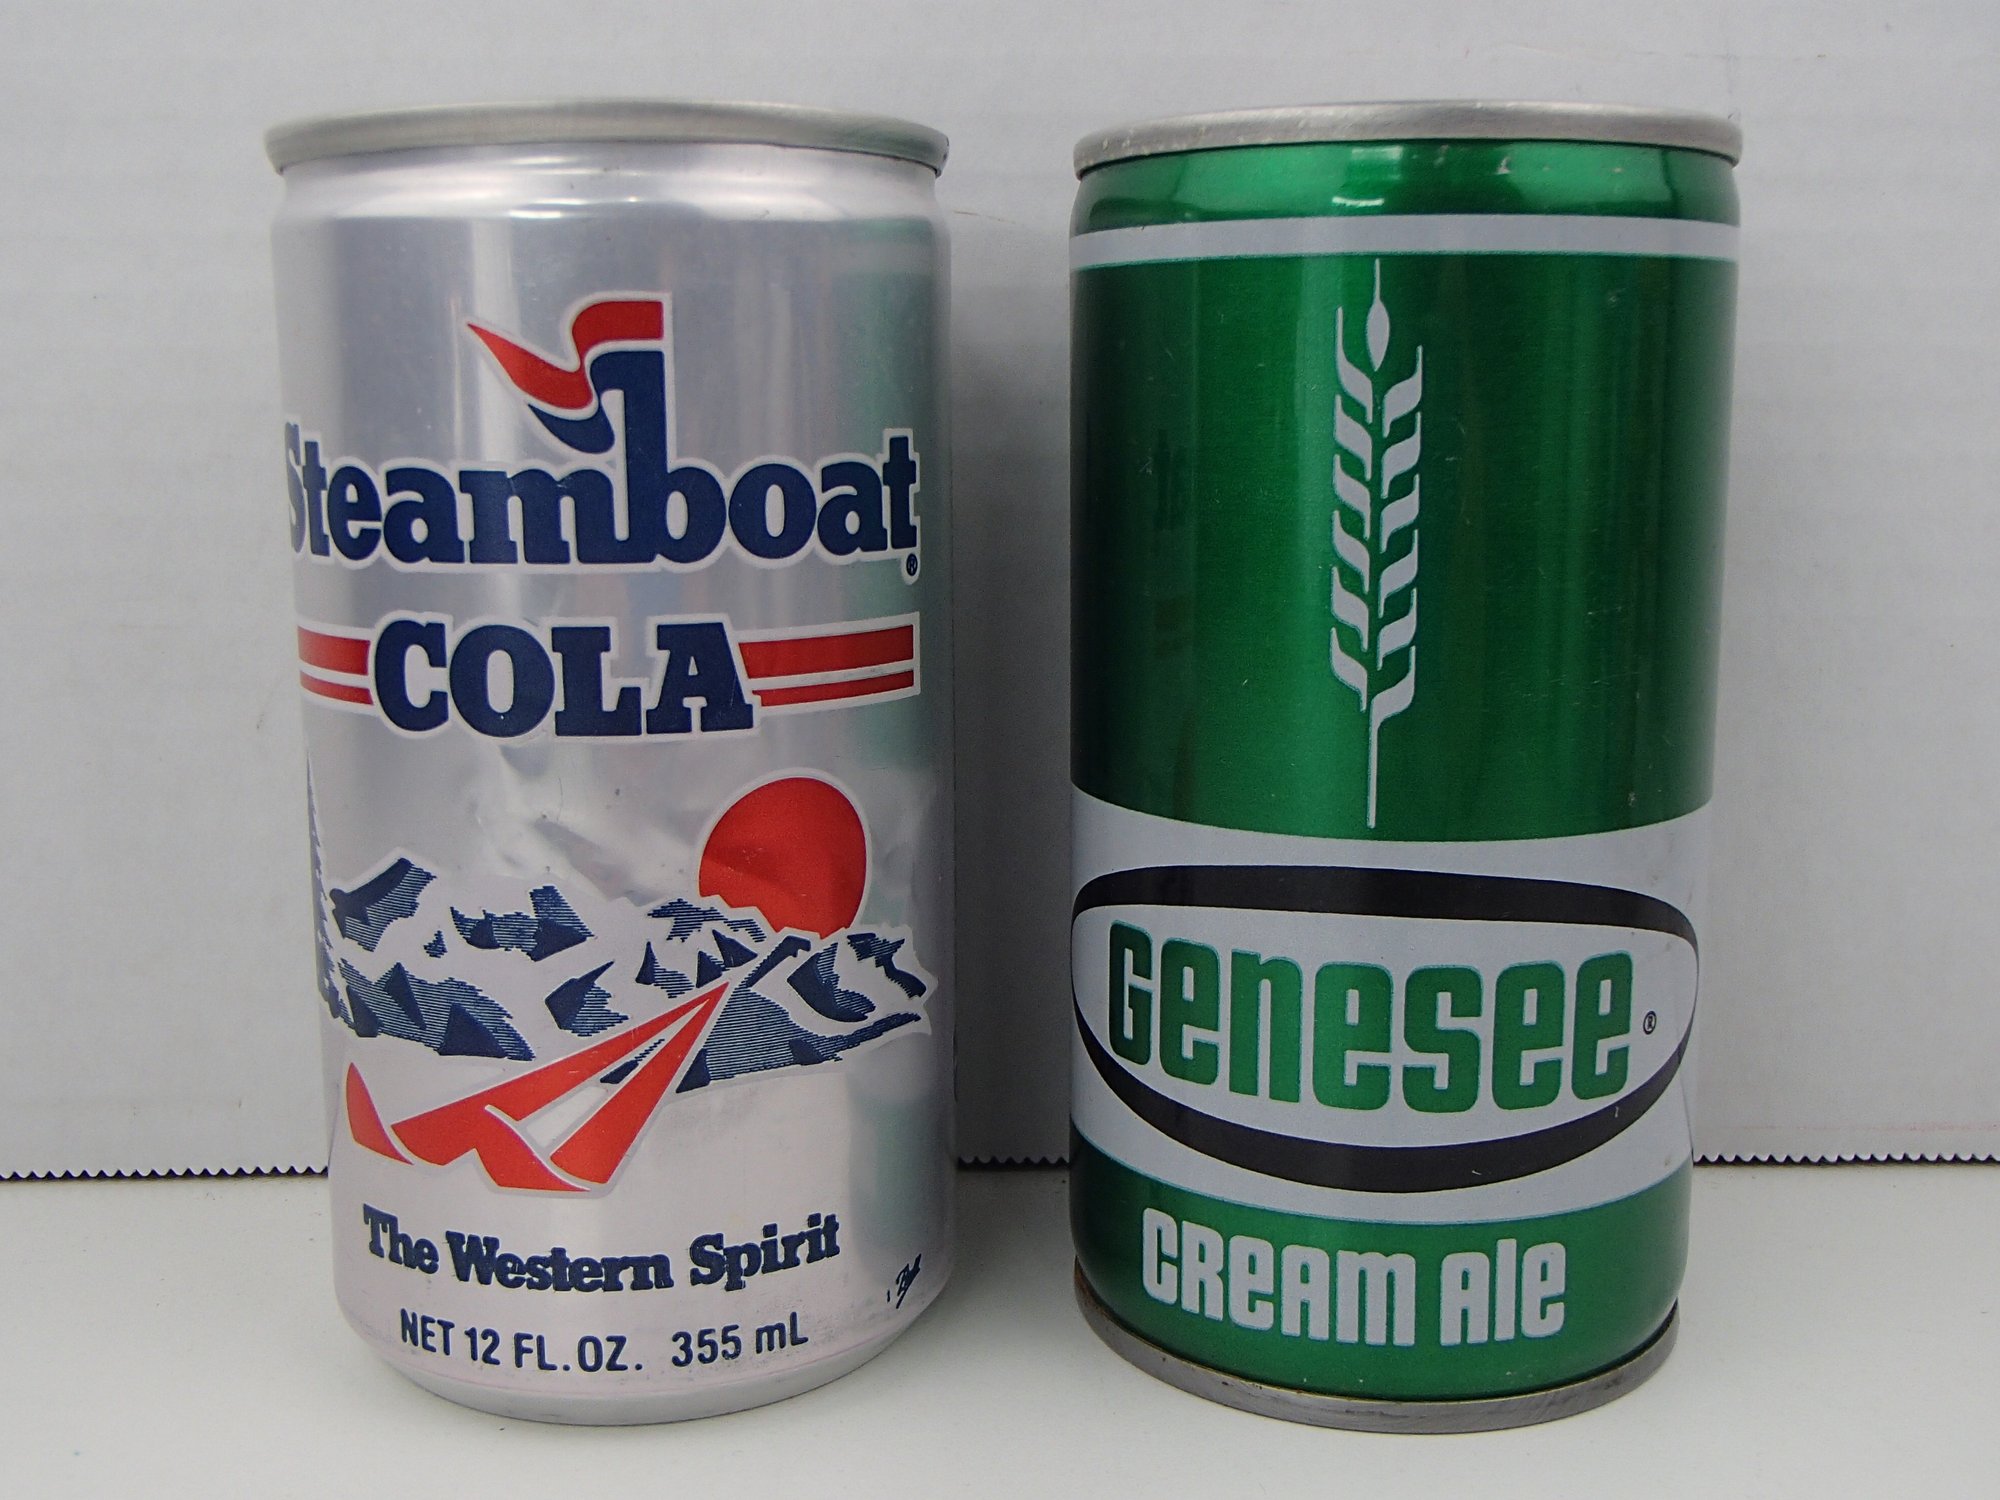 Steamboat®
COLA
The Western Spirit
NET 12 FL.OZ. 355 mL
Genesee®
CREAM Ale